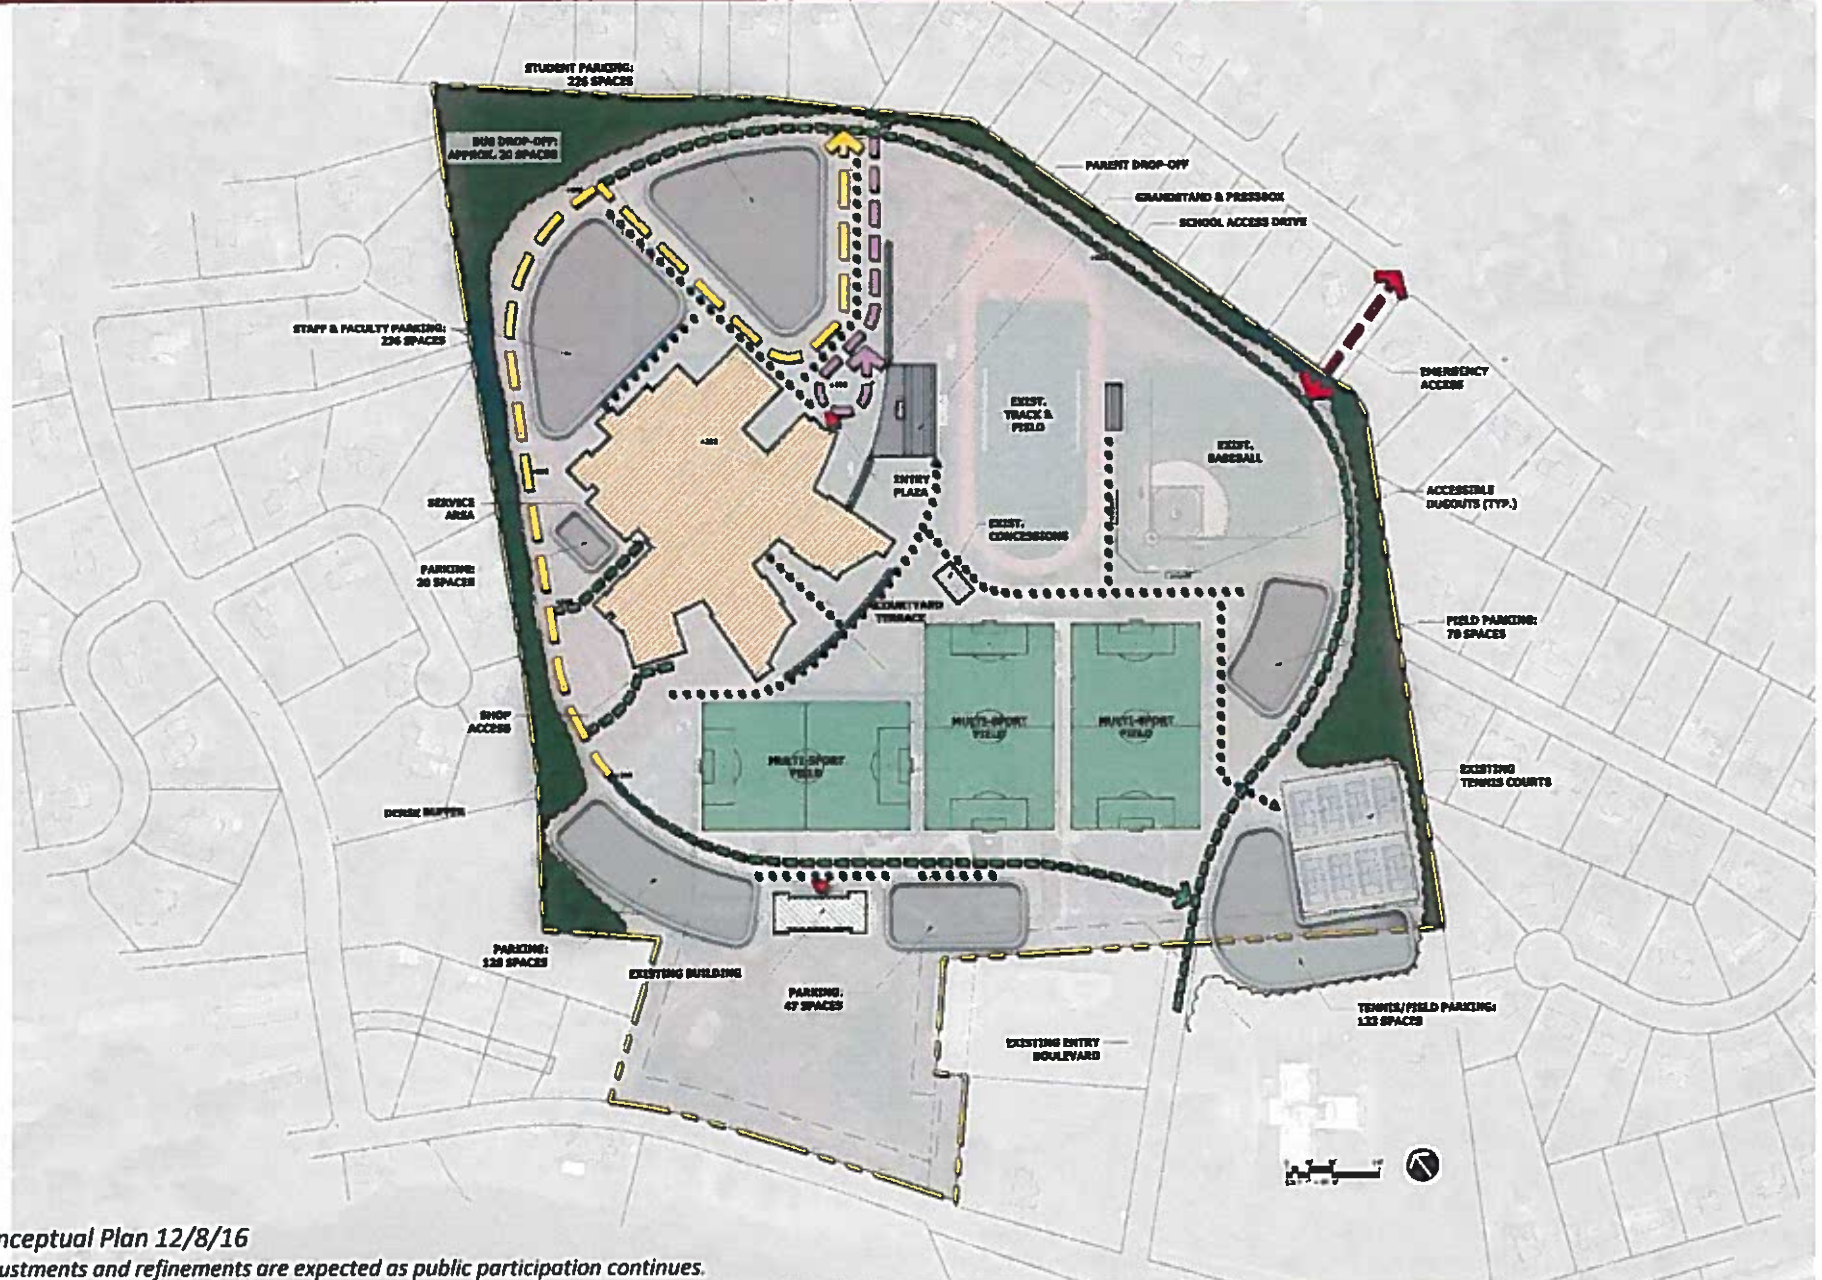 STUDENT PARKING:
226 SPACES
BUS DROP-OFF:
APPROX. 20 SPACES
PARENT DROP-OFF
GRANDSTAND & PRESSBOX
SCHOOL ACCESS DRIVE
STAFF & FACULTY PARKING:
236 SPACES
EMERGENCY
ACCESS
EXIST.
TRACK &
FIELD
EXIST.
BASEBALL
ENTRY
PLAZA
ACCESSIBLE
DUGOUTS (TYP.)
SERVICE
AREA
EXIST.
CONCESSIONS
PARKING:
20 SPACES
COURTYARD
TERRACE
FIELD PARKING:
70 SPACES
SHOP
ACCESS
MULTI-SPORT
FIELD
MULTI-SPORT
FIELD
MULTI-SPORT
FIELD
EXISTING
TENNIS COURTS
DENSE BUFFER
PARKING:
128 SPACES
EXISTING BUILDING
PARKING:
47 SPACES
TENNIS/FIELD PARKING:
133 SPACES
EXISTING ENTRY
BOULEVARD
nceptual Plan 12/8/16
ustments and refinements are expected as public participation continues.